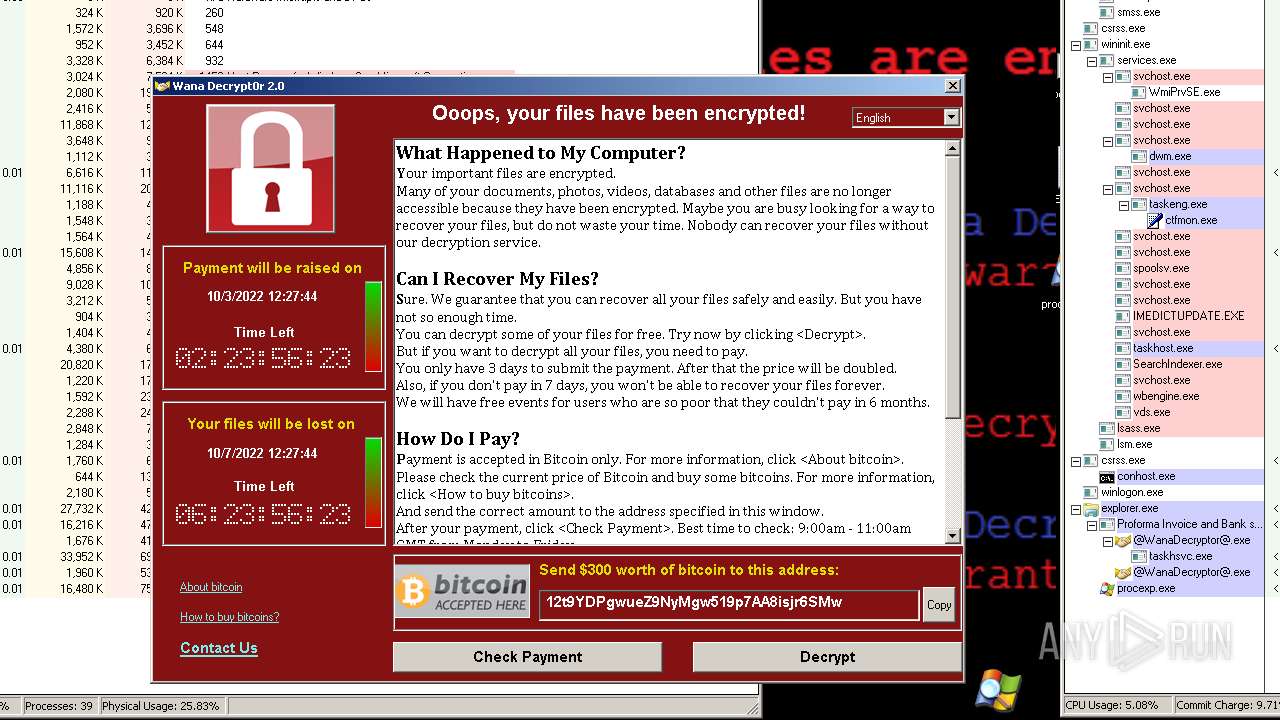 324 K 920 K 260
1,572 K 3,696 K 548
952 K 3,452 K 644
3,328 K 6,384 K 932
3,024 K
2,080 K
2,416 K
11,868 K
3,648 K
1,112 K
0.01 6,616 K
11,116 K
1,188 K
1,548 K
1,564 K
0.01 15,608 K
4,856 K
9,028 K
3,212 K
904 K
1,404 K
0.01 4,380 K
20,820 K
1,220 K
1,592 K
2,288 K
2,848 K
1,284 K
0.01 1,760 K
644 K
2,180 K
0.01 27,732 K
0.01 16,216 K
1,676 K
0.01 33,952 K
0.01 3,960 K
0.01 16,480 K
Processes: 39 Physical Usage: 25.83%
es are en
Wana Decrypt0r 2.0
Ooops, your files have been encrypted!
English
Payment will be raised on
10/3/2022 12:27:44
Time Left
02:23:56:23
Your files will be lost on
10/7/2022 12:27:44
Time Left
06:23:56:23
About bitcoin
How to buy bitcoins?
Contact Us
What Happened to My Computer?
Your important files are encrypted.
Many of your documents, photos, videos, databases and other files are no longer
accessible because they have been encrypted. Maybe you are busy looking for a way to
recover your files, but do not waste your time. Nobody can recover your files without
our decryption service.
Can I Recover My Files?
Sure. We guarantee that you can recover all your files safely and easily. But you have
not so enough time.
You can decrypt some of your files for free. Try now by clicking <Decrypt>.
But if you want to decrypt all your files, you need to pay.
You only have 3 days to submit the payment. After that the price will be doubled.
Also, if you don't pay in 7 days, you won't be able to recover your files forever.
We will have free events for users who are so poor that they couldn't pay in 6 months.
How Do I Pay?
Payment is accepted in Bitcoin only. For more information, click <About bitcoin>.
Please check the current price of Bitcoin and buy some bitcoins. For more information,
click <How to buy bitcoins>.
And send the correct amount to the address specified in this window.
After your payment, click <Check Payment>. Best time to check: 9:00am - 11:00am
GMT from Monday to Friday.
bitcoin
ACCEPTED HERE
Send $300 worth of bitcoin to this address:
12t9YDPgwueZ9NyMgw519p7AA8isjr6SMw
Copy
Check Payment
Decrypt
smss.exe
csrss.exe
wininit.exe
services.exe
svchost.exe
WmiPrvSE.exe
svchost.exe
svchost.exe
svchost.exe
dwm.exe
svchost.exe
svchost.exe
taskeng.exe
ctfmon.exe
svchost.exe
svchost.exe
spoolsv.exe
svchost.exe
svchost.exe
IMEDICTUPDATE.EXE
svchost.exe
taskhost.exe
SearchIndexer.exe
svchost.exe
wbengine.exe
vds.exe
lsass.exe
lsm.exe
csrss.exe
conhost.exe
winlogon.exe
explorer.exe
Proforma Invoice and Bank s...
@WanaDecryptor@.exe
taskhsvc.exe
@WanaDecryptor@.exe
procexp.exe
ANY RUN
CPU Usage: 5.08% Commit Charge: 9.71